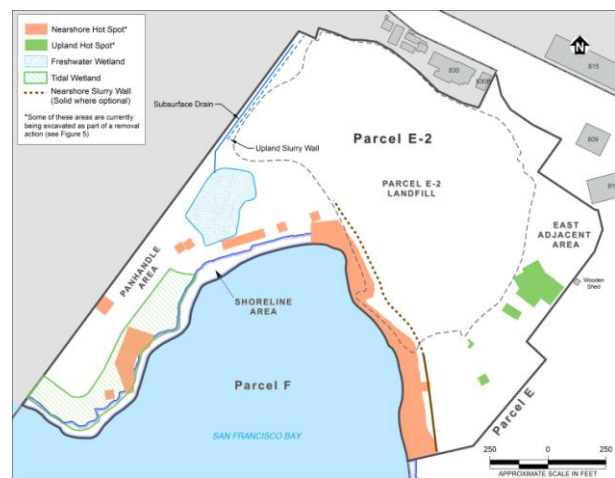 Nearshore Hot Spot*
Upland Hot Spot*
Freshwater Wetland
Tidal Wetland
Nearshore Slurry Wall
(Solid where optional)
*Some of these areas are currently
being excavated as part of a removal
action (see Figure 5)
N
815
830
809
Subsurface Drain
Upland Slurry Wall
Parcel E-2
PARCEL E-2
LANDFILL
EAST
ADJACENT
AREA
Wooden
Shed
PANHANDLE
AREA
SHORELINE
AREA
Parcel F
Parcel E
SAN FRANCISCO BAY
250 0 250
APPROXIMATE SCALE IN FEET